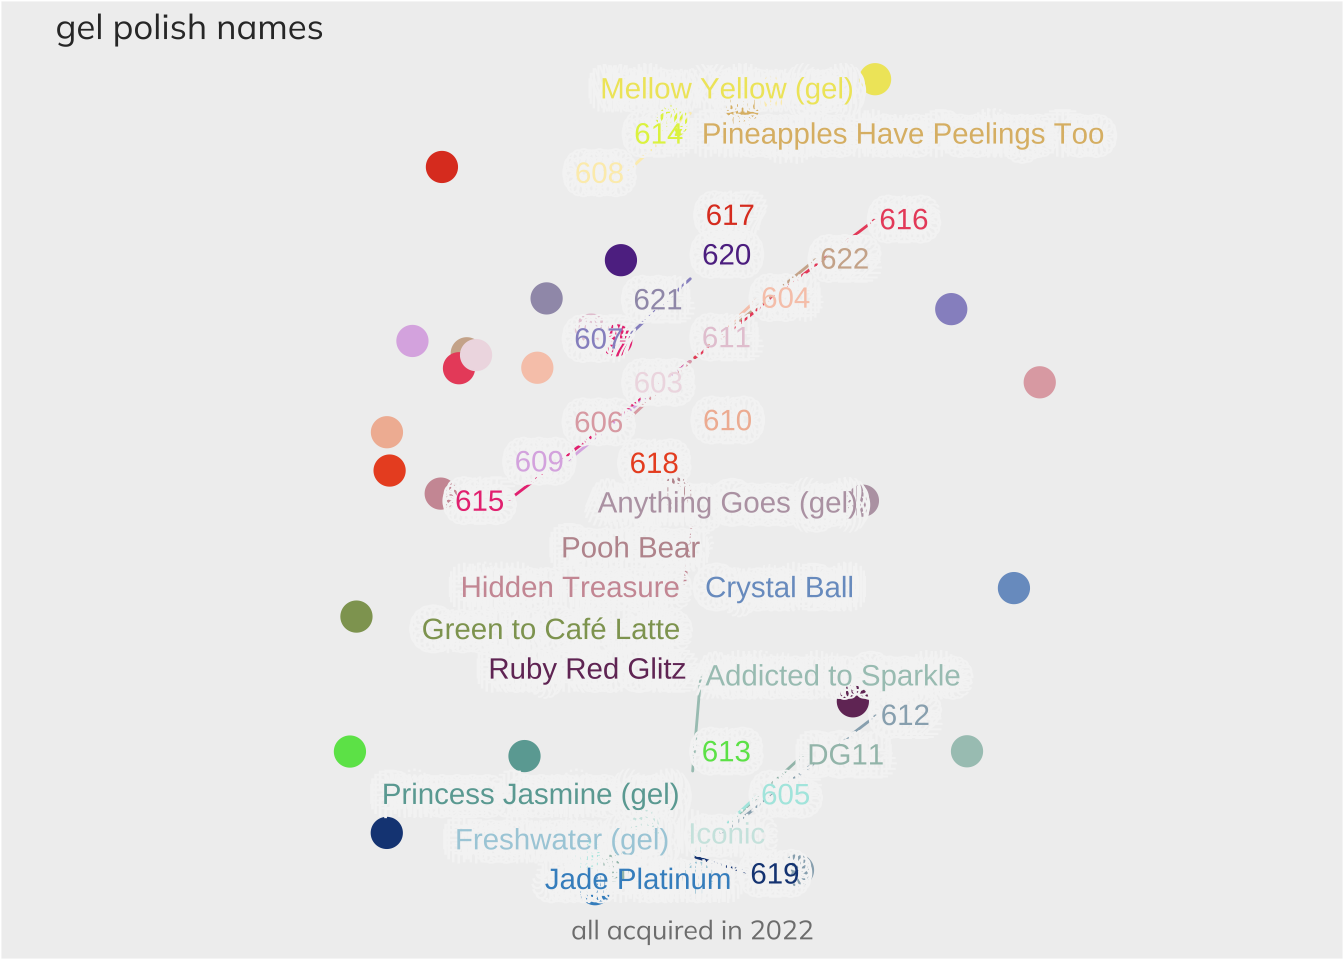 gel polish names
Mellow Yellow (gel)
614 Pineapples Have Peelings Too
608
617 616
620 622
621 604
607 611
603
606 610
609 618
615 Anything Goes (gel)
Pooh Bear
Hidden Treasure Crystal Ball
Green to Café Latte
Ruby Red Glitz Addicted to Sparkle
612
613 DG11
Princess Jasmine (gel) 605
Freshwater (gel) Iconic
Jade Platinum 619
all acquired in 2022